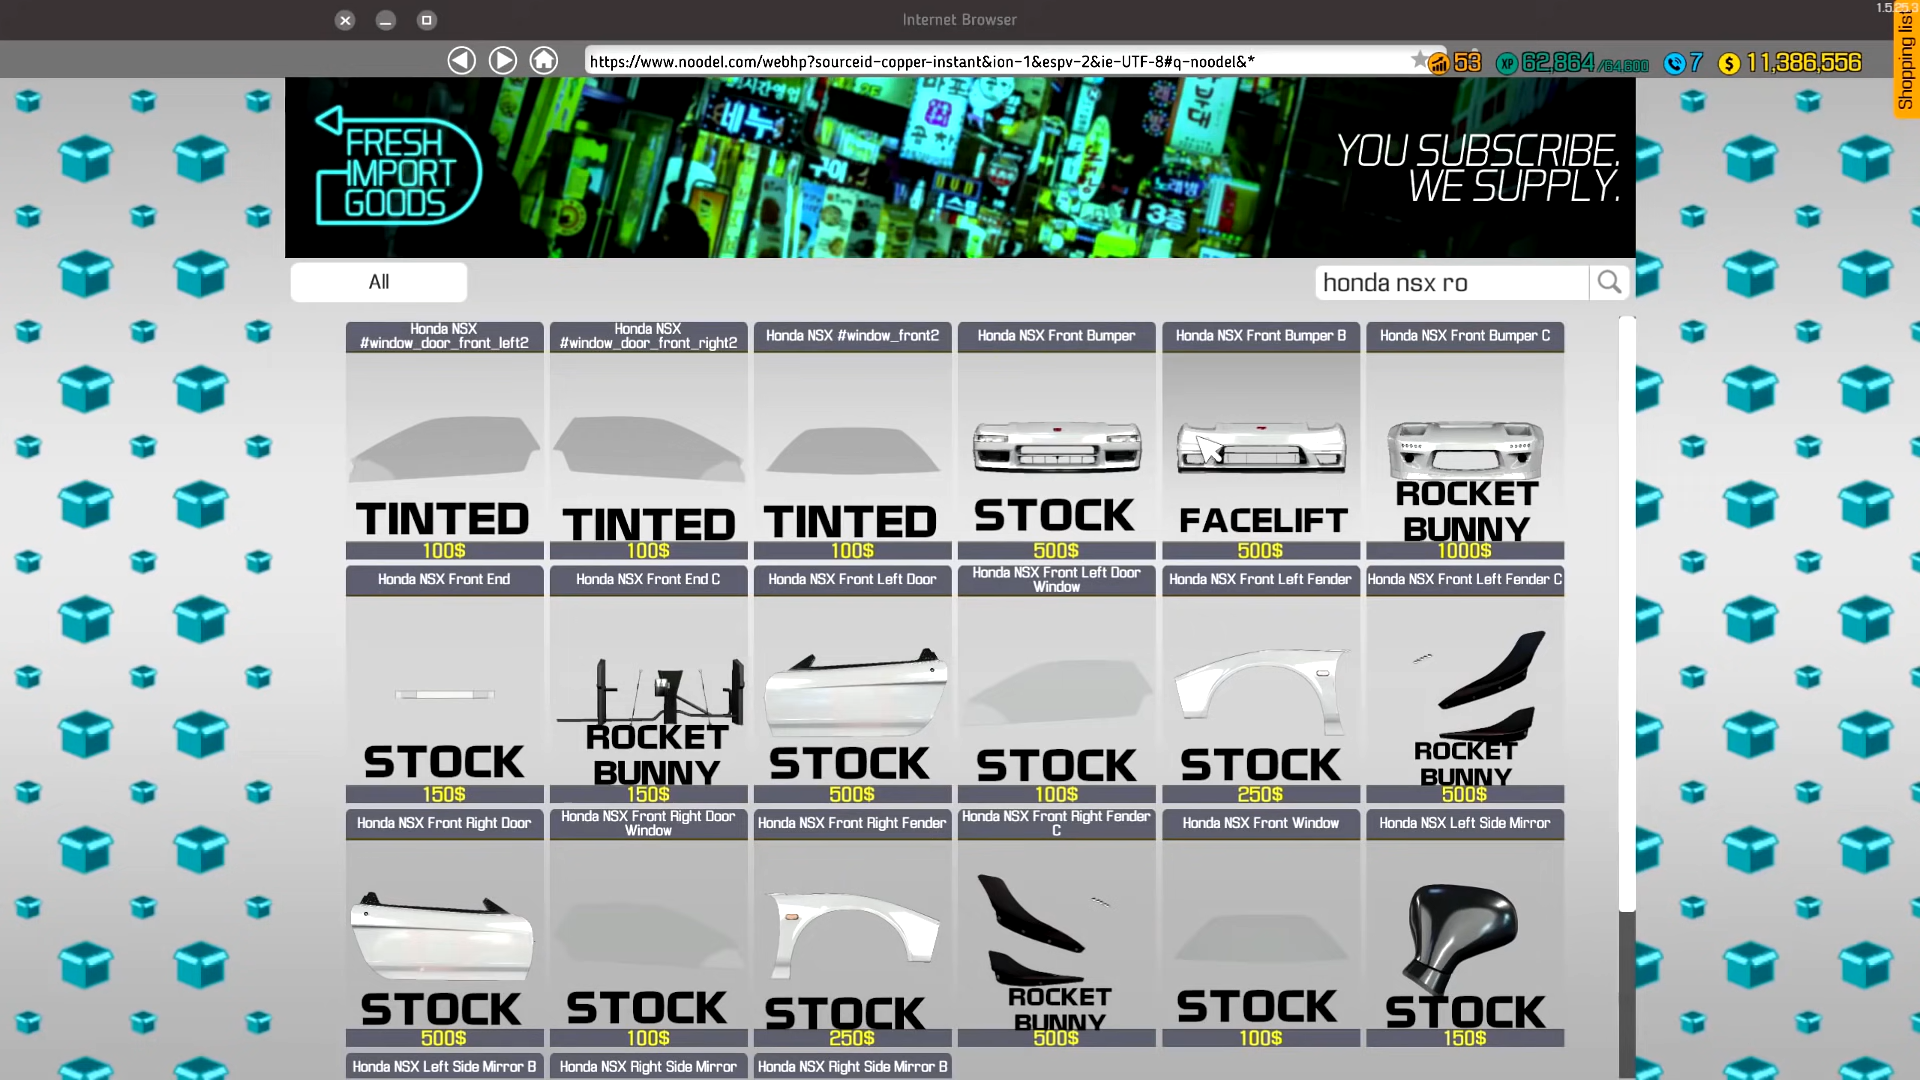 Internet Browser
1.5.25.3
https://www.noodel.com/webhp?sourceid-copper-instant&ion-1&espv-2&ie-UTF-8#q-noodel&*
53
XP
62,864/64,600
7
$
11,386,556
Shopping list
FRESH
IMPORT
GOODS
YOU SUBSCRIBE.
WE SUPPLY.
All
honda nsx ro
Honda NSX
#window_door_front_left2
TINTED
100$
Honda NSX
#window_door_front_right2
TINTED
100$
Honda NSX #window_front2
TINTED
100$
Honda NSX Front Bumper
STOCK
500$
Honda NSX Front Bumper B
FACELIFT
500$
Honda NSX Front Bumper C
ROCKET
BUNNY
1000$
Honda NSX Front End
STOCK
150$
Honda NSX Front End C
ROCKET
BUNNY
150$
Honda NSX Front Left Door
STOCK
500$
Honda NSX Front Left Door
Window
STOCK
100$
Honda NSX Front Left Fender
STOCK
250$
Honda NSX Front Left Fender C
ROCKET
BUNNY
500$
Honda NSX Front Right Door
STOCK
500$
Honda NSX Front Right Door
Window
STOCK
100$
Honda NSX Front Right Fender
STOCK
250$
Honda NSX Front Right Fender
C
ROCKET
BUNNY
500$
Honda NSX Front Window
STOCK
100$
Honda NSX Left Side Mirror
STOCK
150$
Honda NSX Left Side Mirror B
Honda NSX Right Side Mirror
Honda NSX Right Side Mirror B